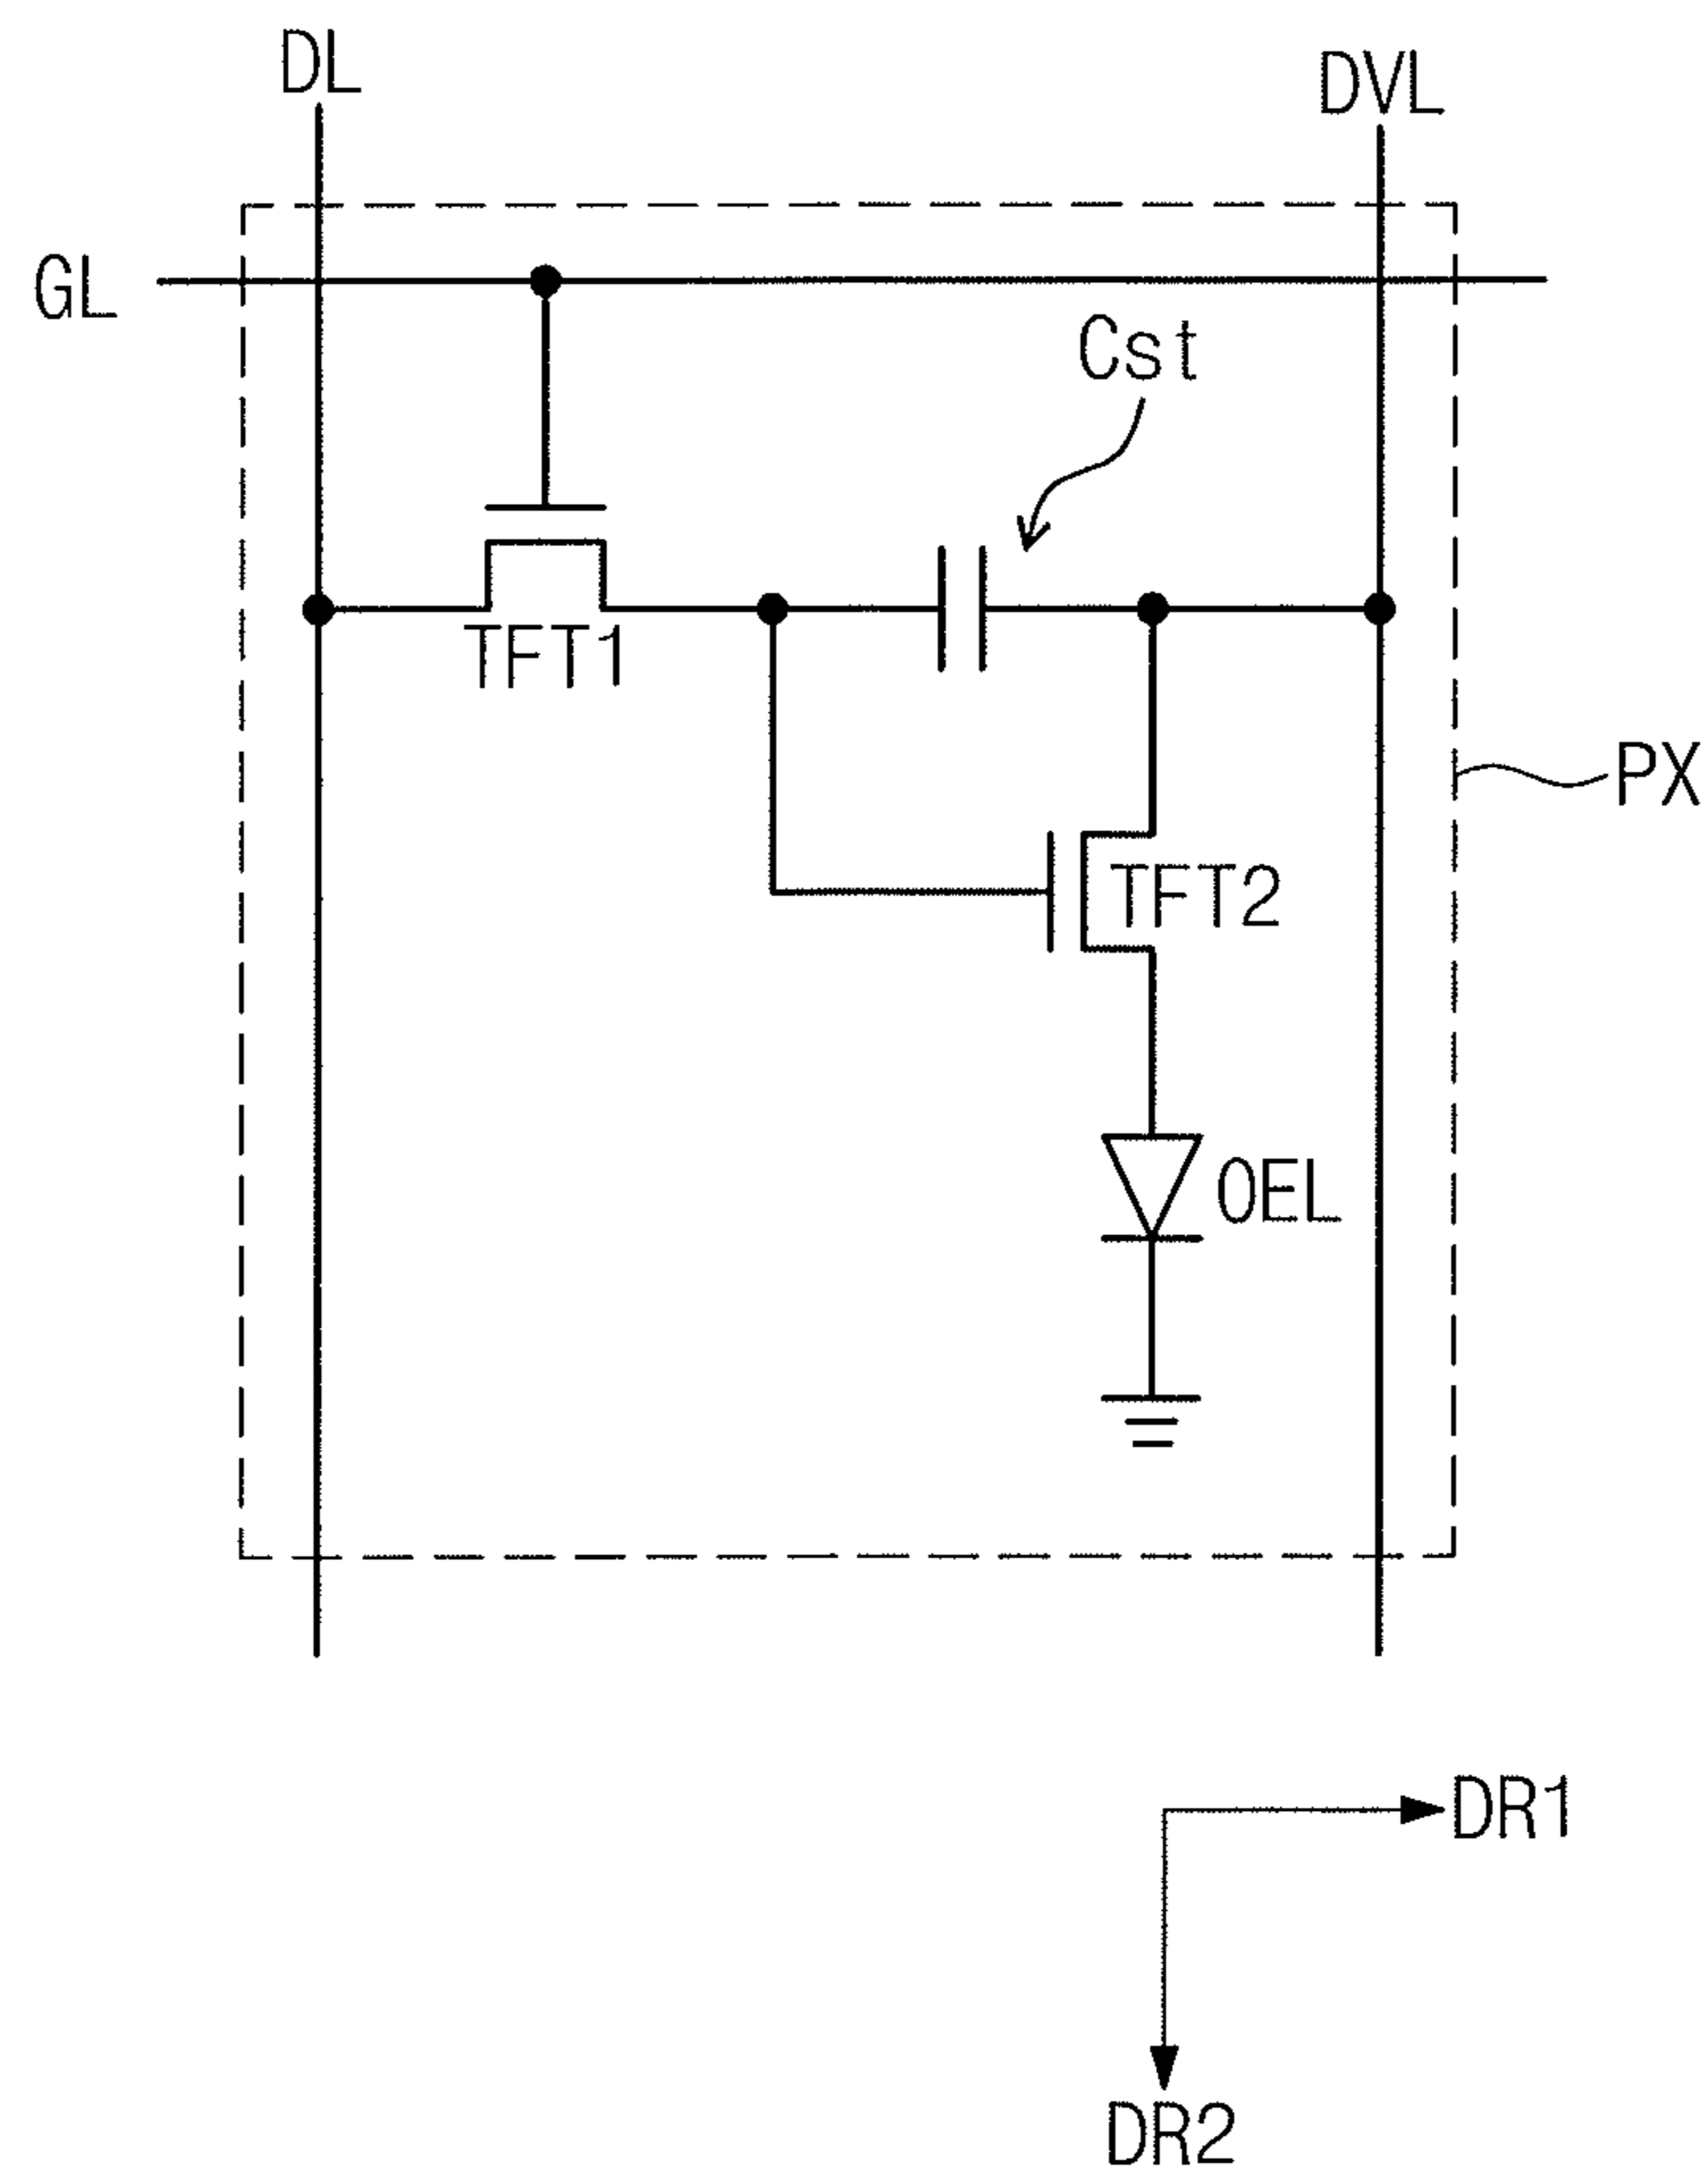 DL
DVL
GL
Cst
TFT1
PX
TFT2
OEL
DR1
DR2